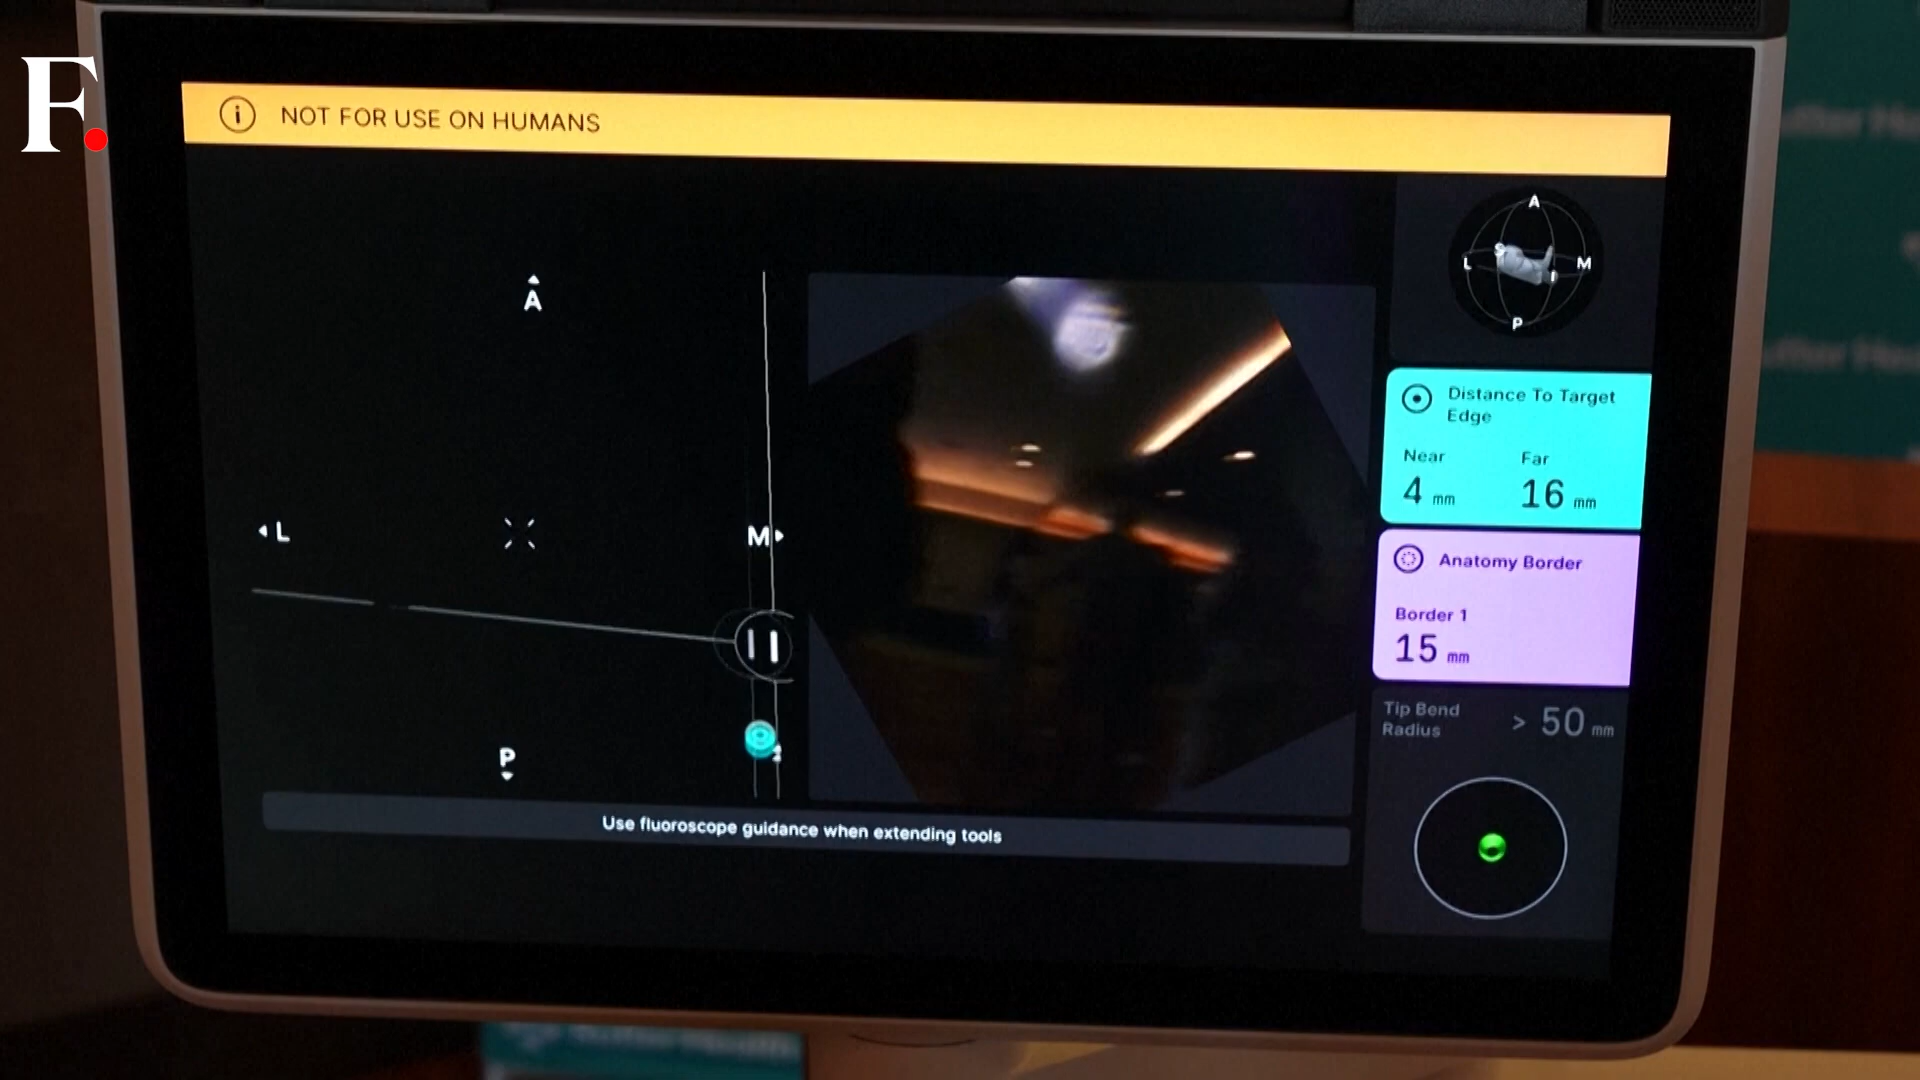 F.
NOT FOR USE ON HUMANS
A
L
M
P
A
S
L
M
I
P
Distance To Target
Edge
Near
Far
4 mm
16 mm
Anatomy Border
Border 1
15 mm
Tip Bend
Radius
> 50 mm
Use fluoroscope guidance when extending tools